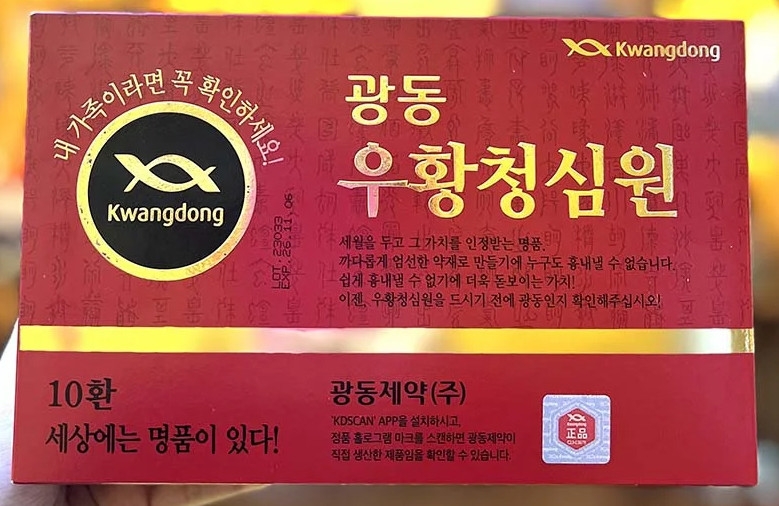 Kwangdong
내 가족이라면 꼭 확인하세요!
Kwangdong
LOT. 23033
EXP. 26. 11. 06
광동
우황청심원
세월을 두고 그 가치를 인정받는 명품.
까다롭게 엄선한 약재로 만들기에 누구도 흉내낼 수 없습니다.
쉽게 흉내낼 수 없기에 더욱 돋보이는 가치!
이젠, 우황청심원을 드시기 전에 광동인지 확인해주십시오!
10환
세상에는 명품이 있다!
광동제약(주)
'KDSCAN' APP을 설치하시고,
정품 홀로그램 마크를 스캔하면 광동제약이
직접 생산한 제품임을 확인할 수 있습니다.
Kwangdong
正品